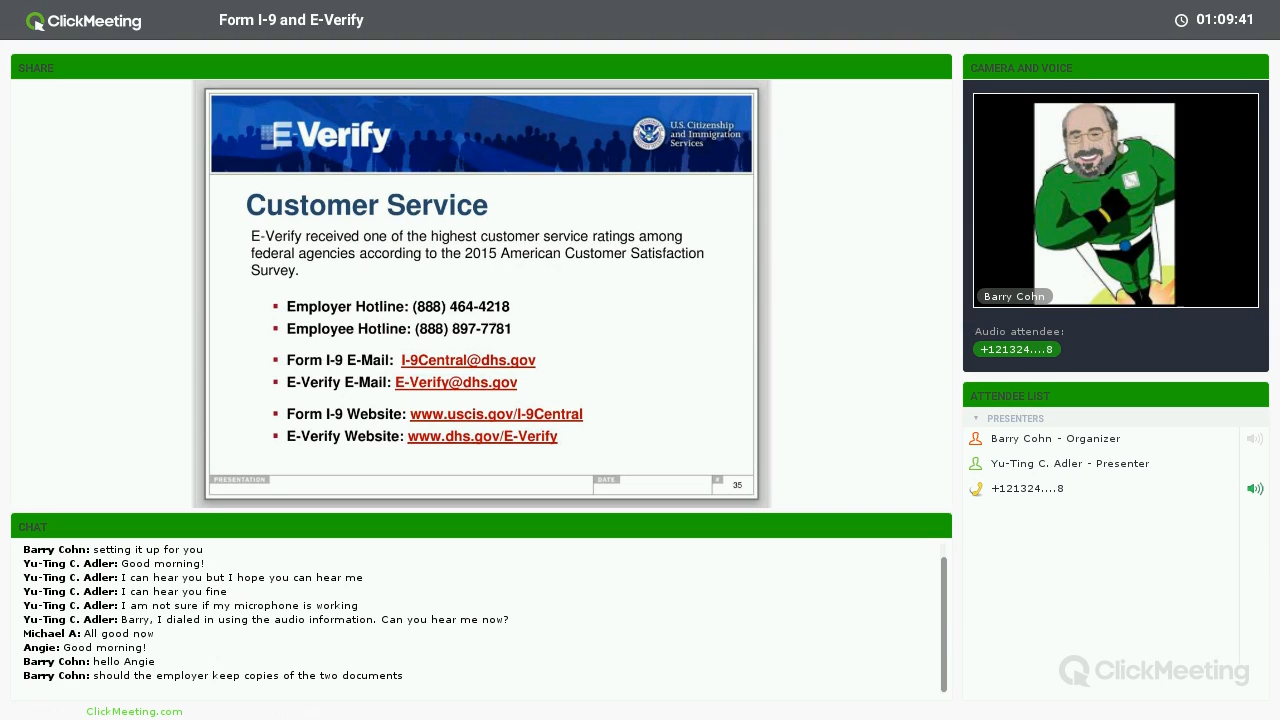 ClickMeeting
Form I-9 and E-Verify
01:09:41
SHARE
E-Verify
U.S. Citizenship
and Immigration
Services
Customer Service
E-Verify received one of the highest customer service ratings among
federal agencies according to the 2015 American Customer Satisfaction
Survey.
Employer Hotline: (888) 464-4218
Employee Hotline: (888) 897-7781
Form I-9 E-Mail: I-9Central@dhs.gov
E-Verify E-Mail: E-Verify@dhs.gov
Form I-9 Website: www.uscis.gov/I-9Central
E-Verify Website: www.dhs.gov/E-Verify
PRESENTATION
DATE
#
35
CAMERA AND VOICE
Barry Cohn
Audio attendee:
+121324....8
ATTENDEE LIST
PRESENTERS
Barry Cohn - Organizer
Yu-Ting C. Adler - Presenter
+121324....8
ClickMeeting
CHAT
Barry Cohn: setting it up for you
Yu-Ting C. Adler: Good morning!
Yu-Ting C. Adler: I can hear you but I hope you can hear me
Yu-Ting C. Adler: I can hear you fine
Yu-Ting C. Adler: I am not sure if my microphone is working
Yu-Ting C. Adler: Barry, I dialed in using the audio information. Can you hear me now?
Michael A: All good now
Angie: Good morning!
Barry Cohn: hello Angie
Barry Cohn: should the employer keep copies of the two documents
ClickMeeting.com